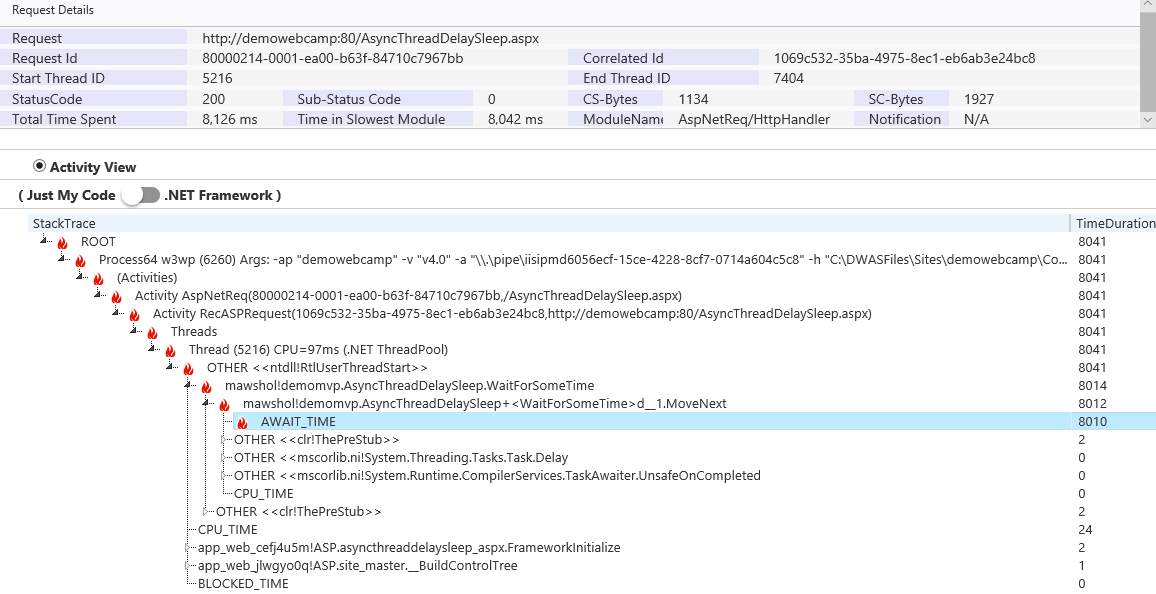 Request Details
Request http://demowebcamp:80/AsyncThreadDelaySleep.aspx
Request Id 80000214-0001-ea00-b63f-84710c7967bb Correlated Id 1069c532-35ba-4975-8ec1-eb6ab3e24bc8
Start Thread ID 5216 End Thread ID 7404
StatusCode 200 Sub-Status Code 0 CS-Bytes 1134 SC-Bytes 1927
Total Time Spent 8,126 ms Time in Slowest Module 8,042 ms ModuleName AspNetReq/HttpHandler Notification N/A
Activity View
( Just My Code .NET Framework )
StackTrace TimeDuration
ROOT 8041
Process64 w3wp (6260) Args: -ap "demowebcamp" -v "v4.0" -a "\\.\pipe\iisipmd6056ecf-15ce-4228-8cf7-0714a604c5c8" -h "C:\DWASFiles\Sites\demowebcamp\Co... 8041
(Activities) 8041
Activity AspNetReq(80000214-0001-ea00-b63f-84710c7967bb,/AsyncThreadDelaySleep.aspx) 8041
Activity RecASPRequest(1069c532-35ba-4975-8ec1-eb6ab3e24bc8,http://demowebcamp:80/AsyncThreadDelaySleep.aspx) 8041
Threads 8041
Thread (5216) CPU=97ms (.NET ThreadPool) 8041
OTHER <<ntdll!RtlUserThreadStart>> 8041
mawshol!demomvp.AsyncThreadDelaySleep.WaitForSomeTime 8014
mawshol!demomvp.AsyncThreadDelaySleep+<WaitForSomeTime>d__1.MoveNext 8012
AWAIT_TIME 8010
OTHER <<clr!ThePreStub>> 2
OTHER <<mscorlib.ni!System.Threading.Tasks.Task.Delay 0
OTHER <<mscorlib.ni!System.Runtime.CompilerServices.TaskAwaiter.UnsafeOnCompleted 0
CPU_TIME 0
OTHER <<clr!ThePreStub>> 2
CPU_TIME 24
app_web_cefj4u5m!ASP.asyncthreaddelaysleep_aspx.FrameworkInitialize 2
app_web_jlwgyo0q!ASP.site_master.__BuildControlTree 1
BLOCKED_TIME 0